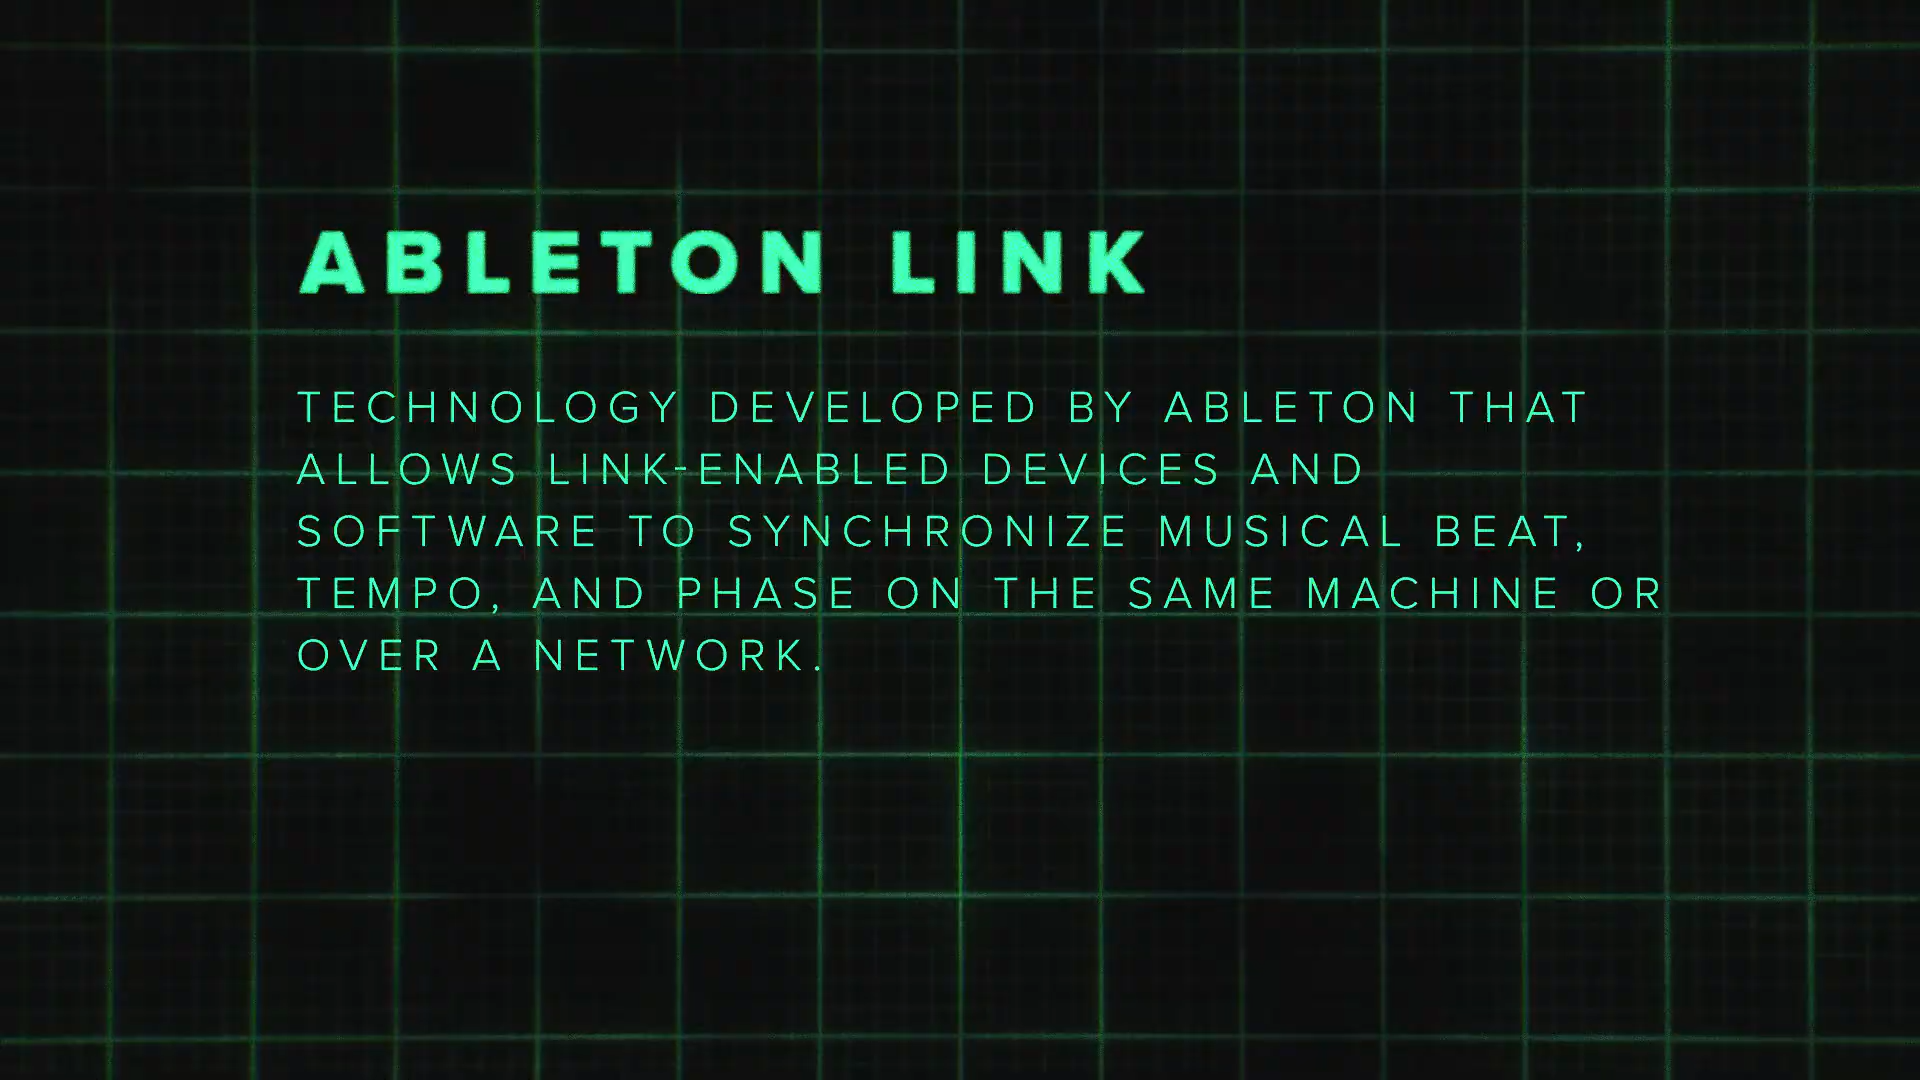 ABLETON LINK
TECHNOLOGY DEVELOPED BY ABLETON THAT
ALLOWS LINK-ENABLED DEVICES AND
SOFTWARE TO SYNCHRONIZE MUSICAL BEAT,
TEMPO, AND PHASE ON THE SAME MACHINE OR
OVER A NETWORK.